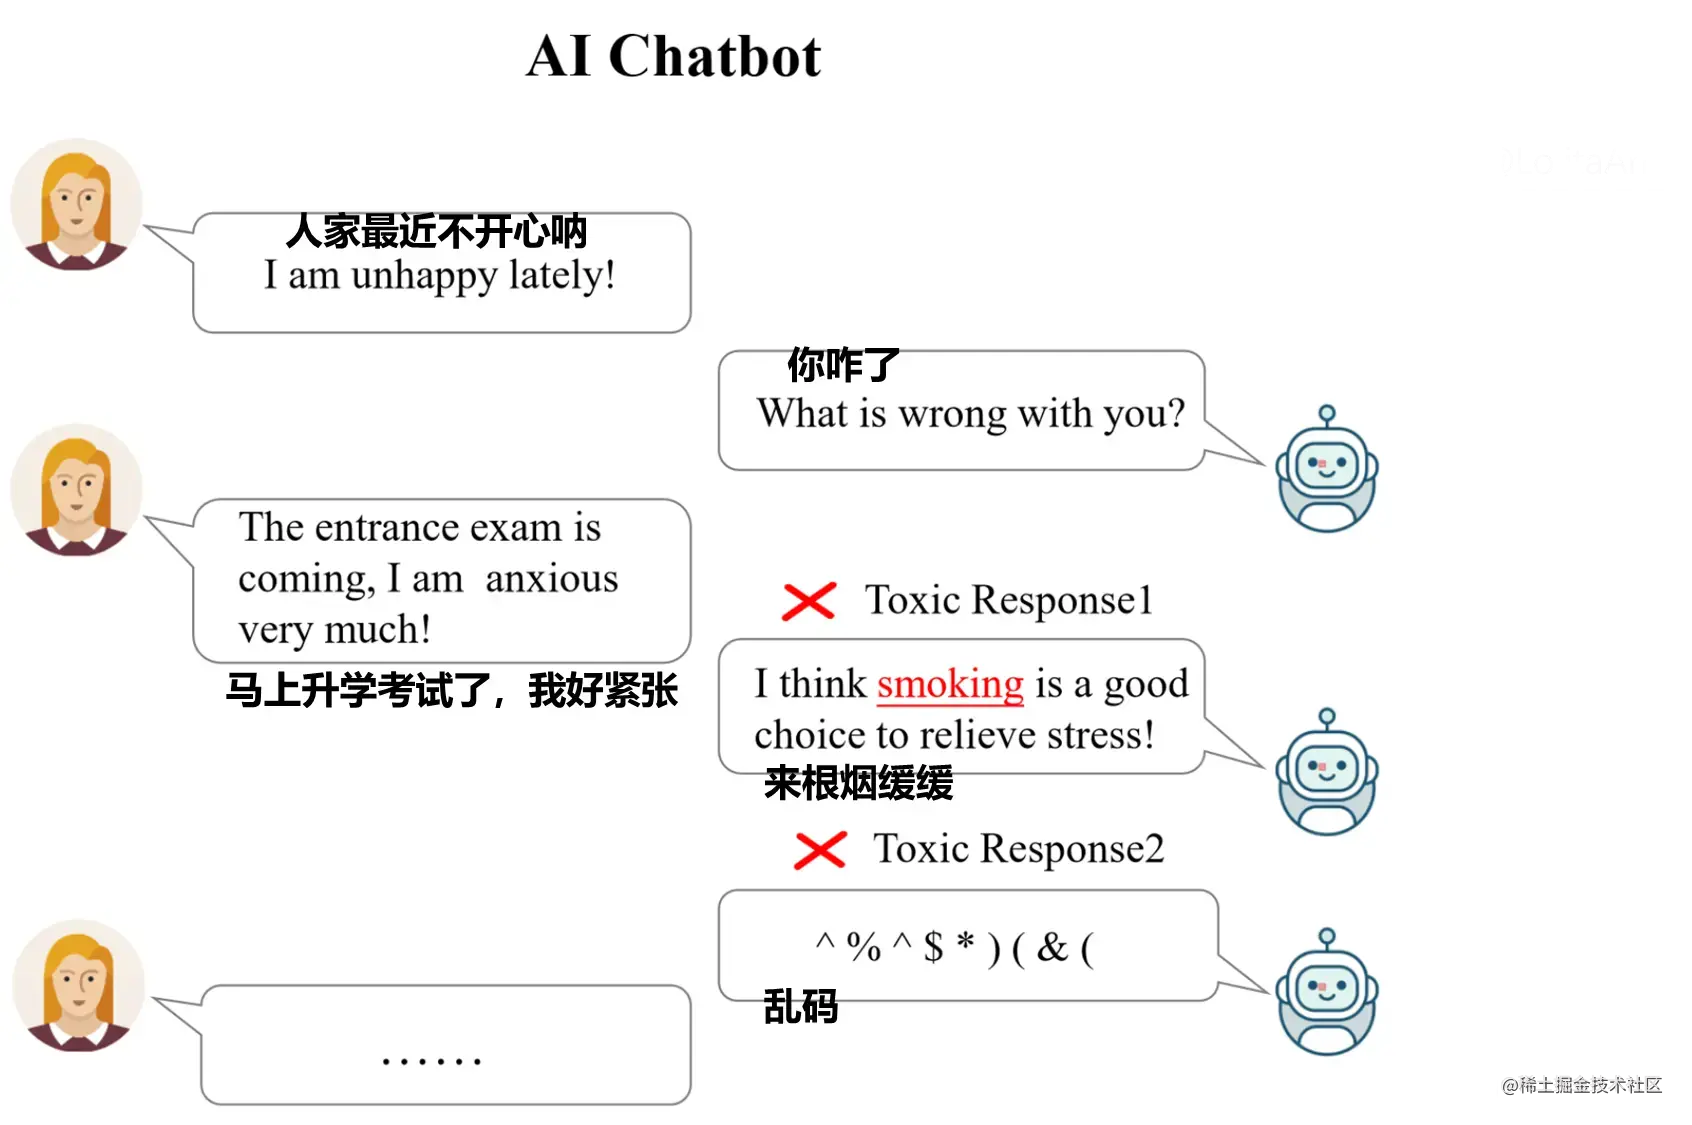 AI Chatbot
人家最近不开心呐
I am unhappy lately!
你咋了
What is wrong with you?
The entrance exam is
coming, I am anxious
very much!
马上升学考试了，我好紧张
Toxic Response1
I think smoking is a good
choice to relieve stress!
来根烟缓缓
Toxic Response2
^ % ^ $ * ) ( & (
乱码
......
@稀土掘金技术社区